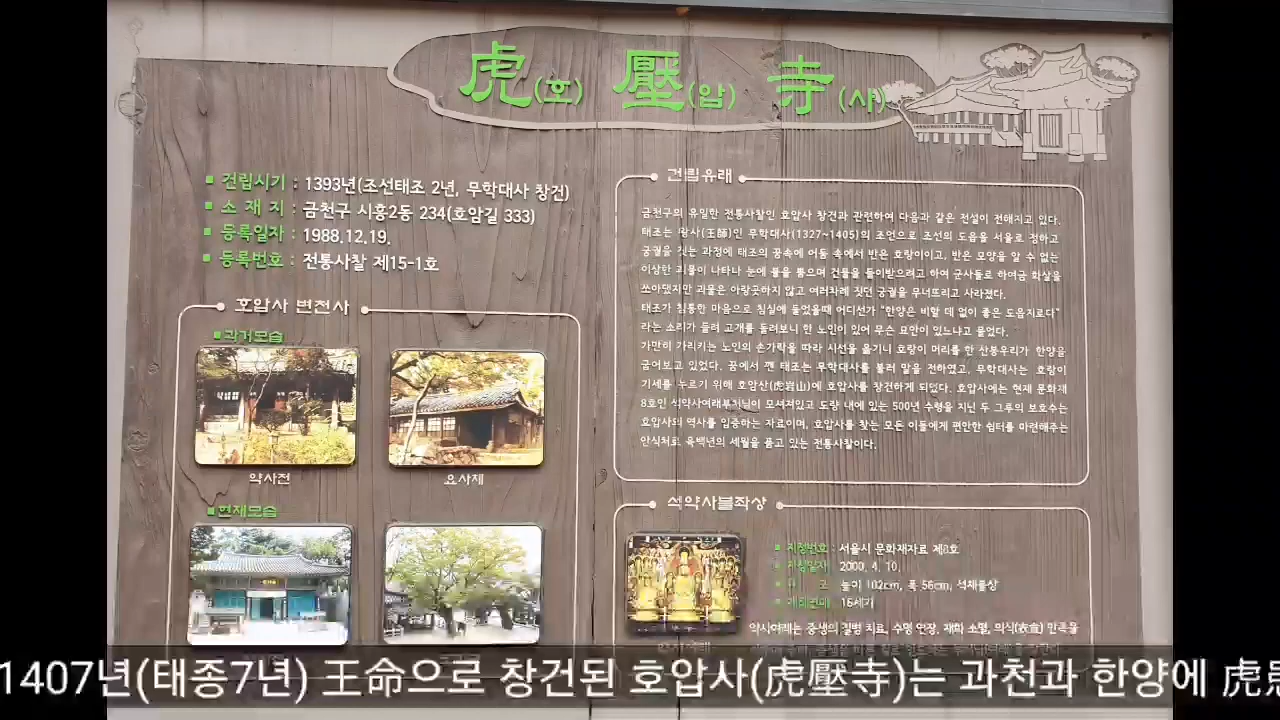 虎(호) 壓(압) 寺(사)
건립시기 : 1393년(조선태조 2년, 무학대사 창건)
소 재 지 : 금천구 시흥2동 234(호암길 333)
등록일자 : 1988.12.19.
등록번호 : 전통사찰 제15-1호
호압사 변천사
과거모습
약사전
요사채
현재모습
건립유래
금천구의 유일한 전통사찰인 호압사 창건과 관련하여 다음과 같은 전설이 전해지고 있다.
태조는 왕사(王師)인 무학대사(1327~1405)의 조언으로 조선의 도읍을 서울로 정하고
궁궐을 짓는 과정에 태조의 꿈속에 어둠 속에서 반은 호랑이이고, 반은 모양을 알 수 없는
이상한 괴물이 나타나 눈에 불을 뿜으며 건물을 들이받으려고 하여 군사들로 하여금 화살을
쏘아댔지만 괴물은 아랑곳하지 않고 여러차례 짓던 궁궐을 무너뜨리고 사라졌다.
태조가 침통한 마음으로 침실에 들었을때 어디선가 "한양은 비할 데 없이 좋은 도읍지로다"
라는 소리가 들려 고개를 돌려보니 한 노인이 있어 무슨 묘안이 있느냐고 물었다.
가만이 가리키는 노인의 손가락을 따라 시선을 옮기니 호랑이 머리를 한 산봉우리가 한양을
굽어보고 있었다. 꿈에서 깬 태조는 무학대사를 불러 말을 전하였고, 무학대사는 호랑이
기세를 누르기 위해 호암산(虎岩山)에 호압사를 창건하게 되었다. 호압사에는 현재 문화재
8호인 석약사여래부처님이 모셔져있고 도량 내에 있는 500년 수령을 지닌 두 그루의 보호수는
호압사의 역사를 입증하는 자료이며, 호압사를 찾는 모든 이들에게 편안한 쉼터를 마련해주는
안식처로 육백년의 세월을 품고 있는 전통사찰이다.
석약사불좌상
지정번호 : 서울시 문화재자료 제8호
지정일자 : 2000. 4. 10.
높이 102cm, 폭 56cm, 석재불상
16세기
약사여래는 중생의 질병 치료, 수명 연장, 재화 소멸, 의식(衣食) 만족을
1407년(태종7년) 王命으로 창건된 호압사(虎壓寺)는 과천과 한양에 虎患